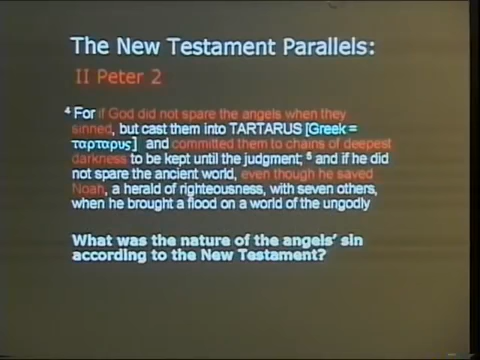 The New Testament Parallels:
II Peter 2
4 For if God did not spare the angels when they
sinned, but cast them into TARTARUS [Greek =
ταρταρυς] and committed them to chains of deepest
darkness to be kept until the judgment; 5 and if he did
not spare the ancient world, even though he saved
Noah, a herald of righteousness, with seven others,
when he brought a flood on a world of the ungodly
What was the nature of the angels' sin
according to the New Testament?